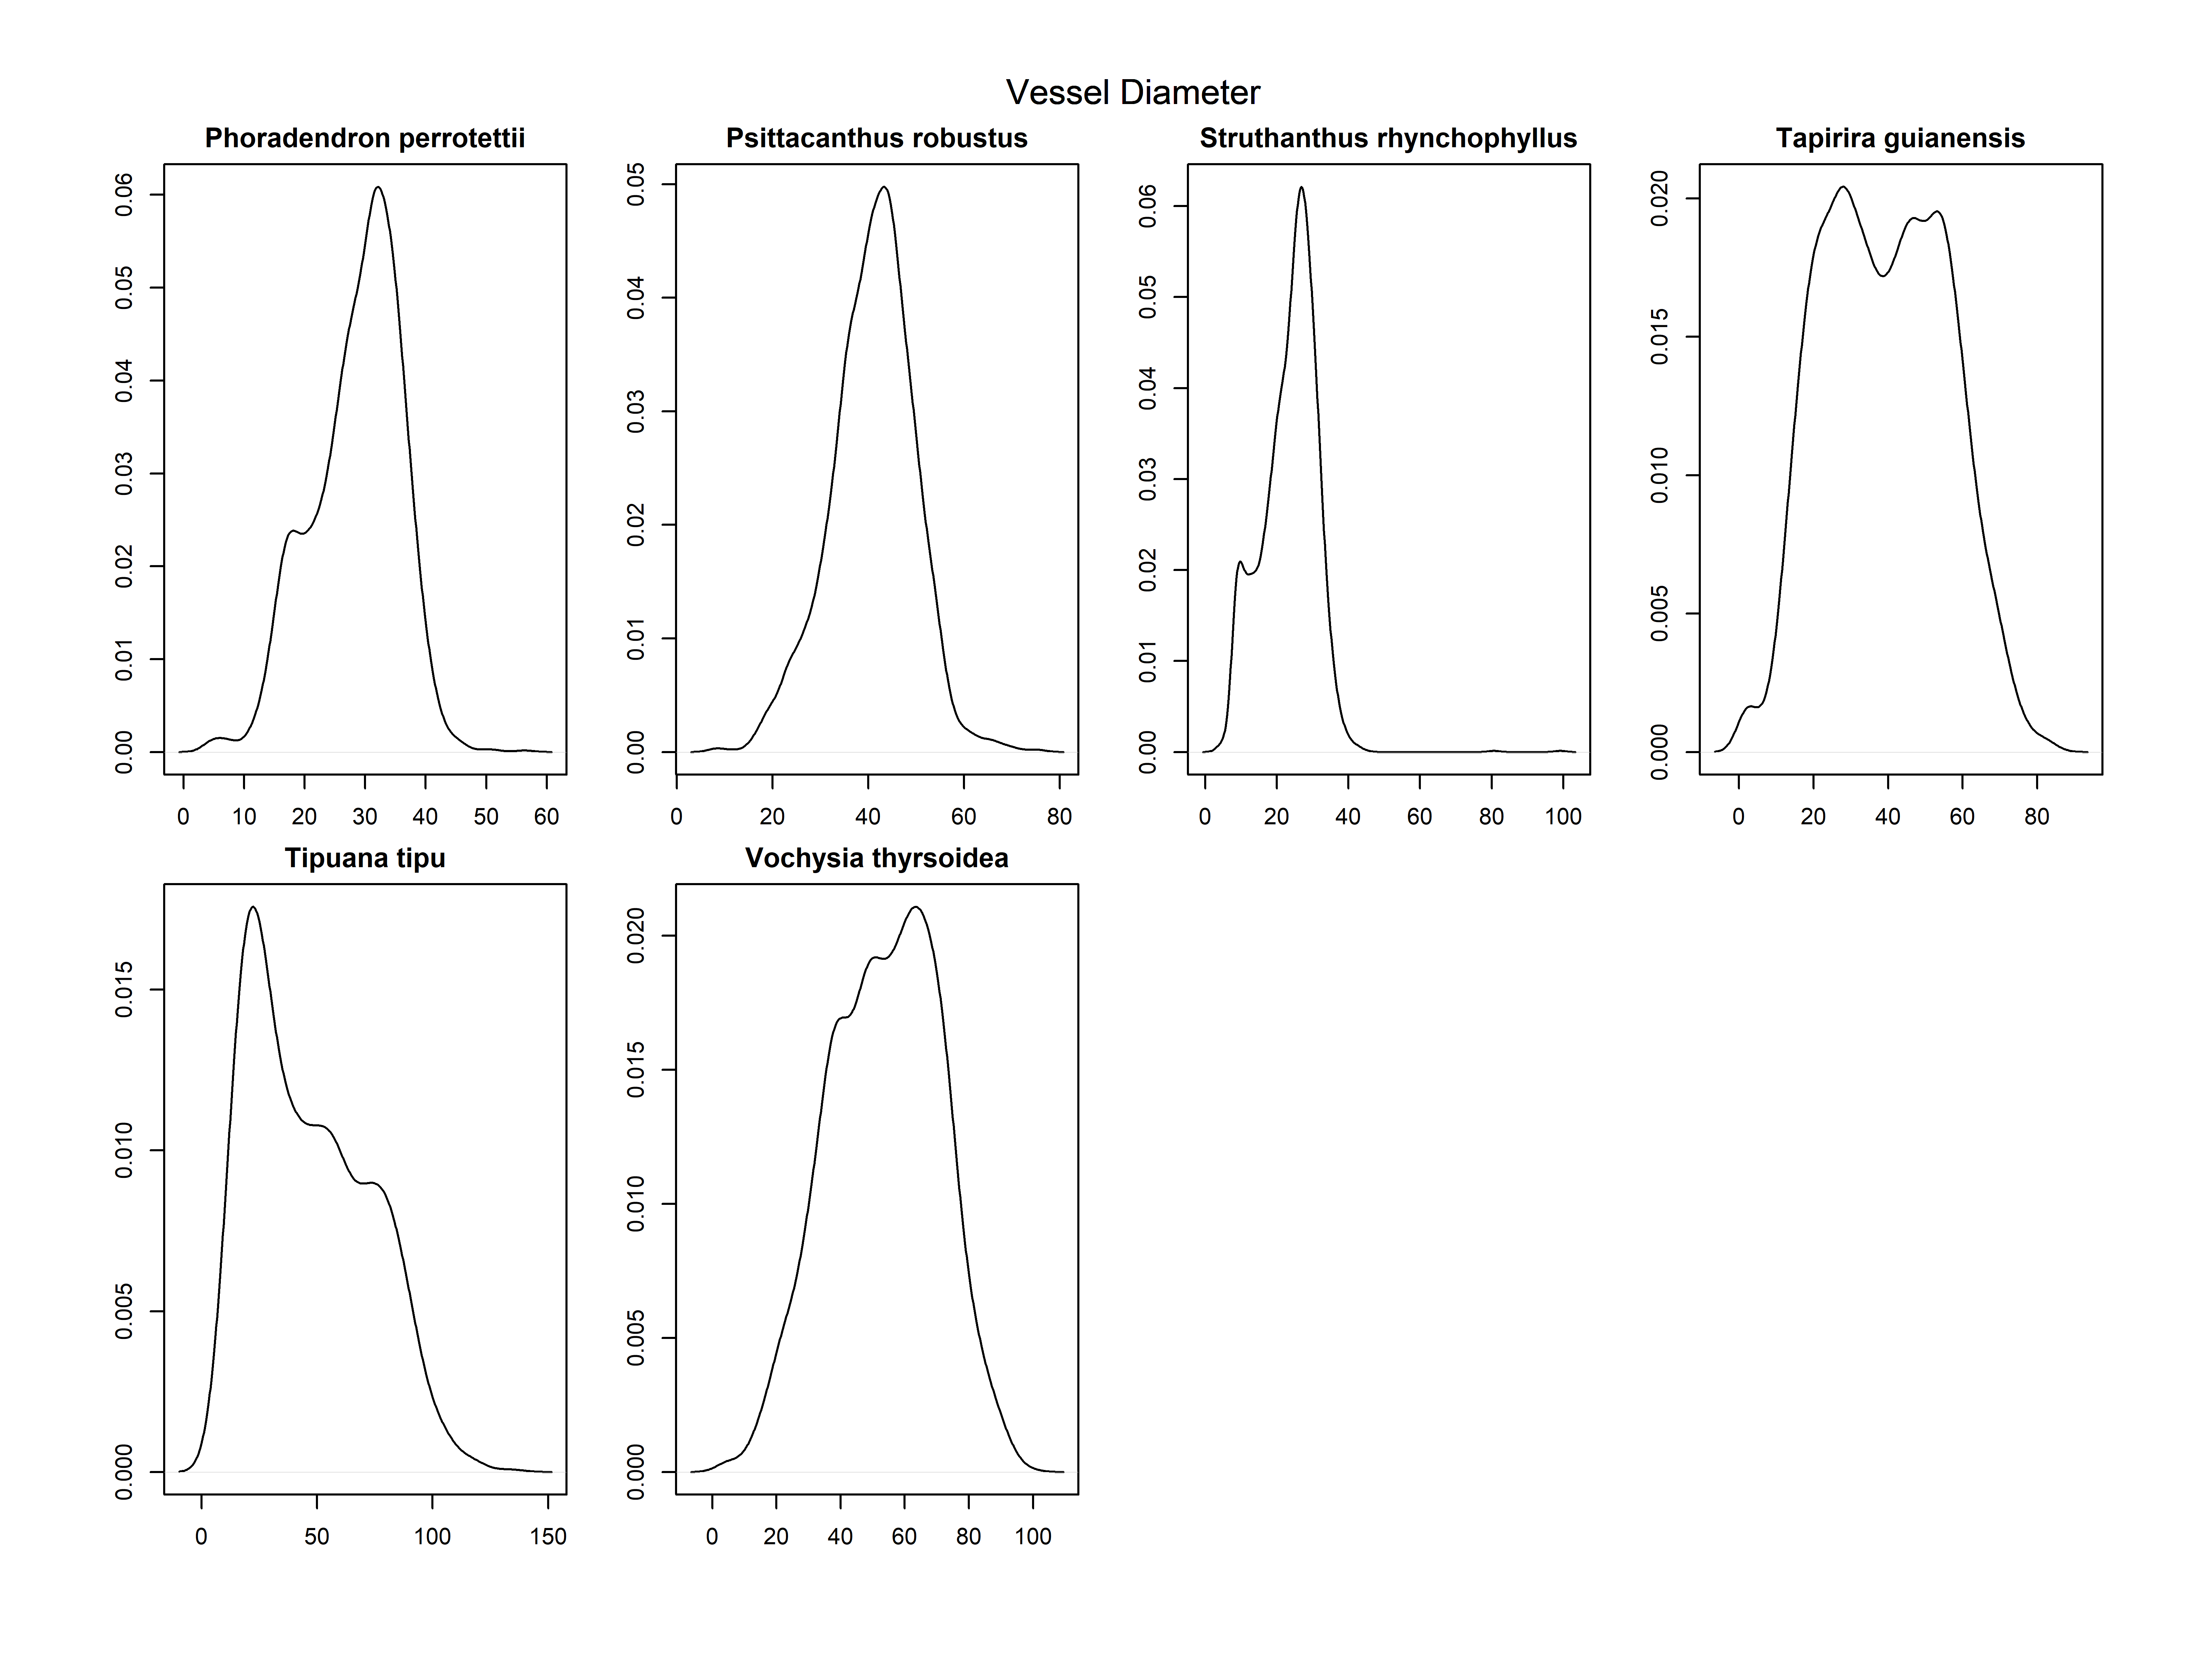 Vessel Diameter
Phoradendron perrotettii
0.00 0.01 0.02 0.03 0.04 0.05 0.06
0 10 20 30 40 50 60
Psittacanthus robustus
0.00 0.01 0.02 0.03 0.04 0.05
0 20 40 60 80
Struthanthus rhynchophyllus
0.00 0.01 0.02 0.03 0.04 0.05 0.06
0 20 40 60 80 100
Tapirira guianensis
0.000 0.005 0.010 0.015 0.020
0 20 40 60 80
Tipuana tipu
0.000 0.005 0.010 0.015
0 50 100 150
Vochysia thyrsoidea
0.000 0.005 0.010 0.015 0.020
0 20 40 60 80 100